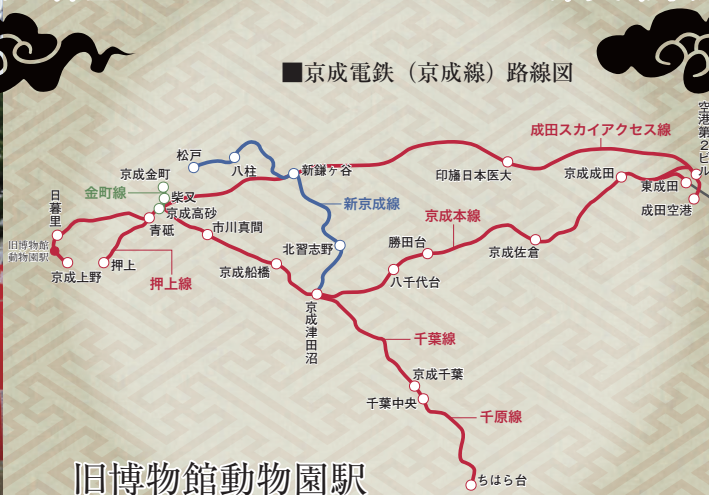 ■京成電鉄（京成線）路線図
成田スカイアクセス線
空港第2ビル
松戸
八柱
新鎌ヶ谷
印旛日本医大
京成成田
東成田
成田空港
京成金町
金町線
柴又
京成高砂
日暮里
青砥
市川真間
新京成線
京成本線
旧博物館
動物園駅
京成上野
押上
押上線
京成船橋
北習志野
勝田台
京成佐倉
八千代台
京成津田沼
千葉線
京成千葉
千葉中央
千原線
ちはら台
旧博物館動物園駅